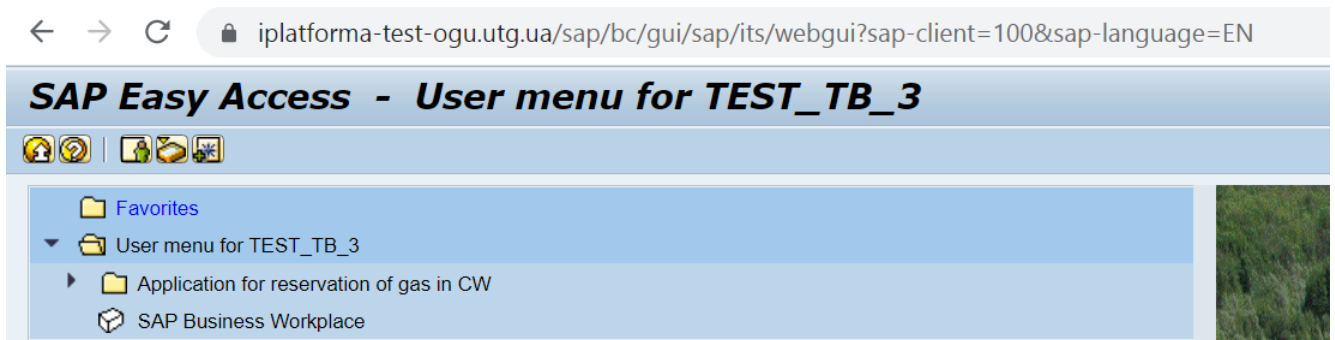 iplatforma-test-ogu.utg.ua/sap/bc/gui/sap/its/webgui?sap-client=100&sap-language=EN
SAP Easy Access - User menu for TEST_TB_3
Favorites
User menu for TEST_TB_3
Application for reservation of gas in CW
SAP Business Workplace